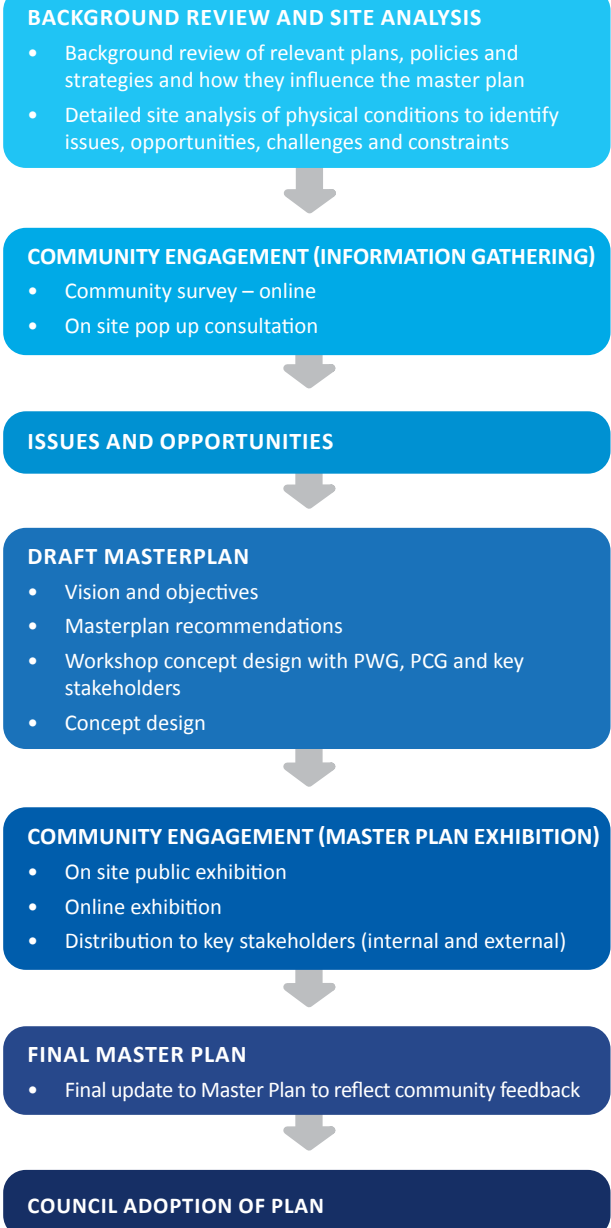 BACKGROUND REVIEW AND SITE ANALYSIS
• Background review of relevant plans, policies and
strategies and how they influence the master plan
• Detailed site analysis of physical conditions to identify
issues, opportunities, challenges and constraints
COMMUNITY ENGAGEMENT (INFORMATION GATHERING)
• Community survey – online
• On site pop up consultation
ISSUES AND OPPORTUNITIES
DRAFT MASTERPLAN
• Vision and objectives
• Masterplan recommendations
• Workshop concept design with PWG, PCG and key
stakeholders
• Concept design
COMMUNITY ENGAGEMENT (MASTER PLAN EXHIBITION)
• On site public exhibition
• Online exhibition
• Distribution to key stakeholders (internal and external)
FINAL MASTER PLAN
• Final update to Master Plan to reflect community feedback
COUNCIL ADOPTION OF PLAN